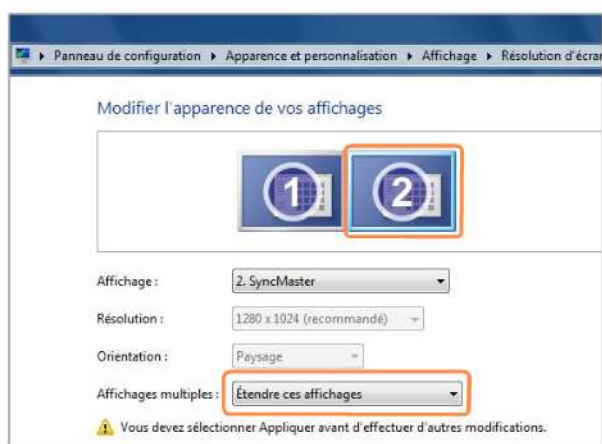 Panneau de configuration ▸ Apparence et personnalisation ▸ Affichage ▸ Résolution d'écra
Modifier l'apparence de vos affichages
1 2
Affichage : 2. SyncMaster
Résolution : 1280 x 1024 (recommandé)
Orientation : Paysage
Affichages multiples : Étendre ces affichages
Vous devez sélectionner Appliquer avant d'effectuer d'autres modifications.